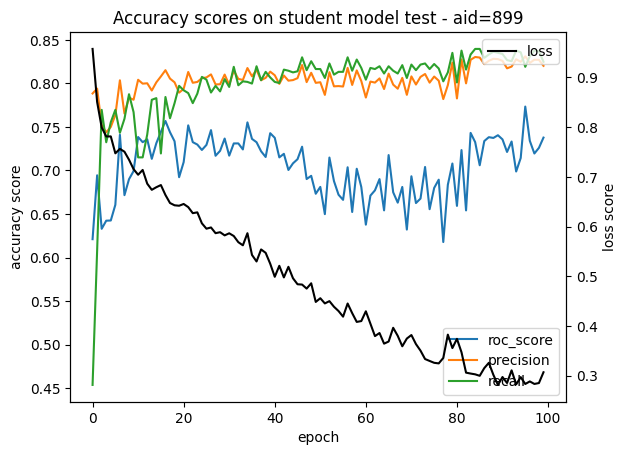 Accuracy scores on student model test - aid=899
accuracy score
0.85
0.80
0.75
0.70
0.65
0.60
0.55
0.50
0.45
loss
0.9
0.8
0.7
0.6
0.5
0.4
0.3
loss score
roc_score
precision
recall
0
20
40
60
80
100
epoch